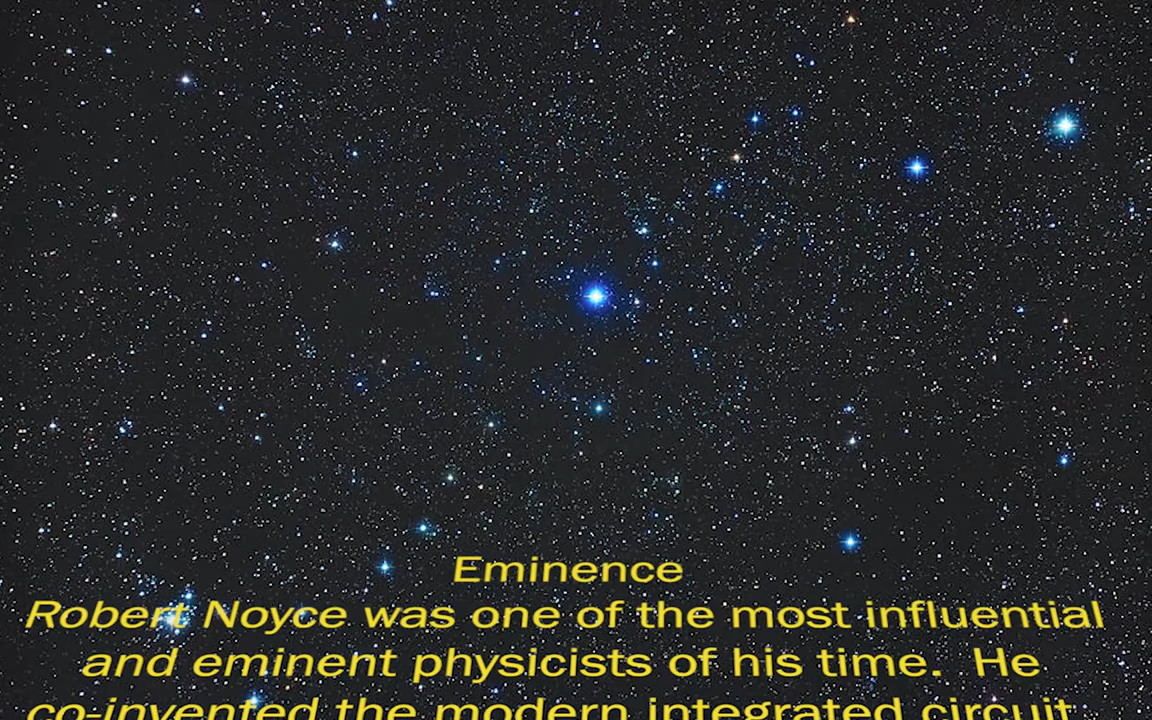 Eminence
Robert Noyce was one of the most influential
and eminent physicists of his time. He
co-invented the modern integrated circuit